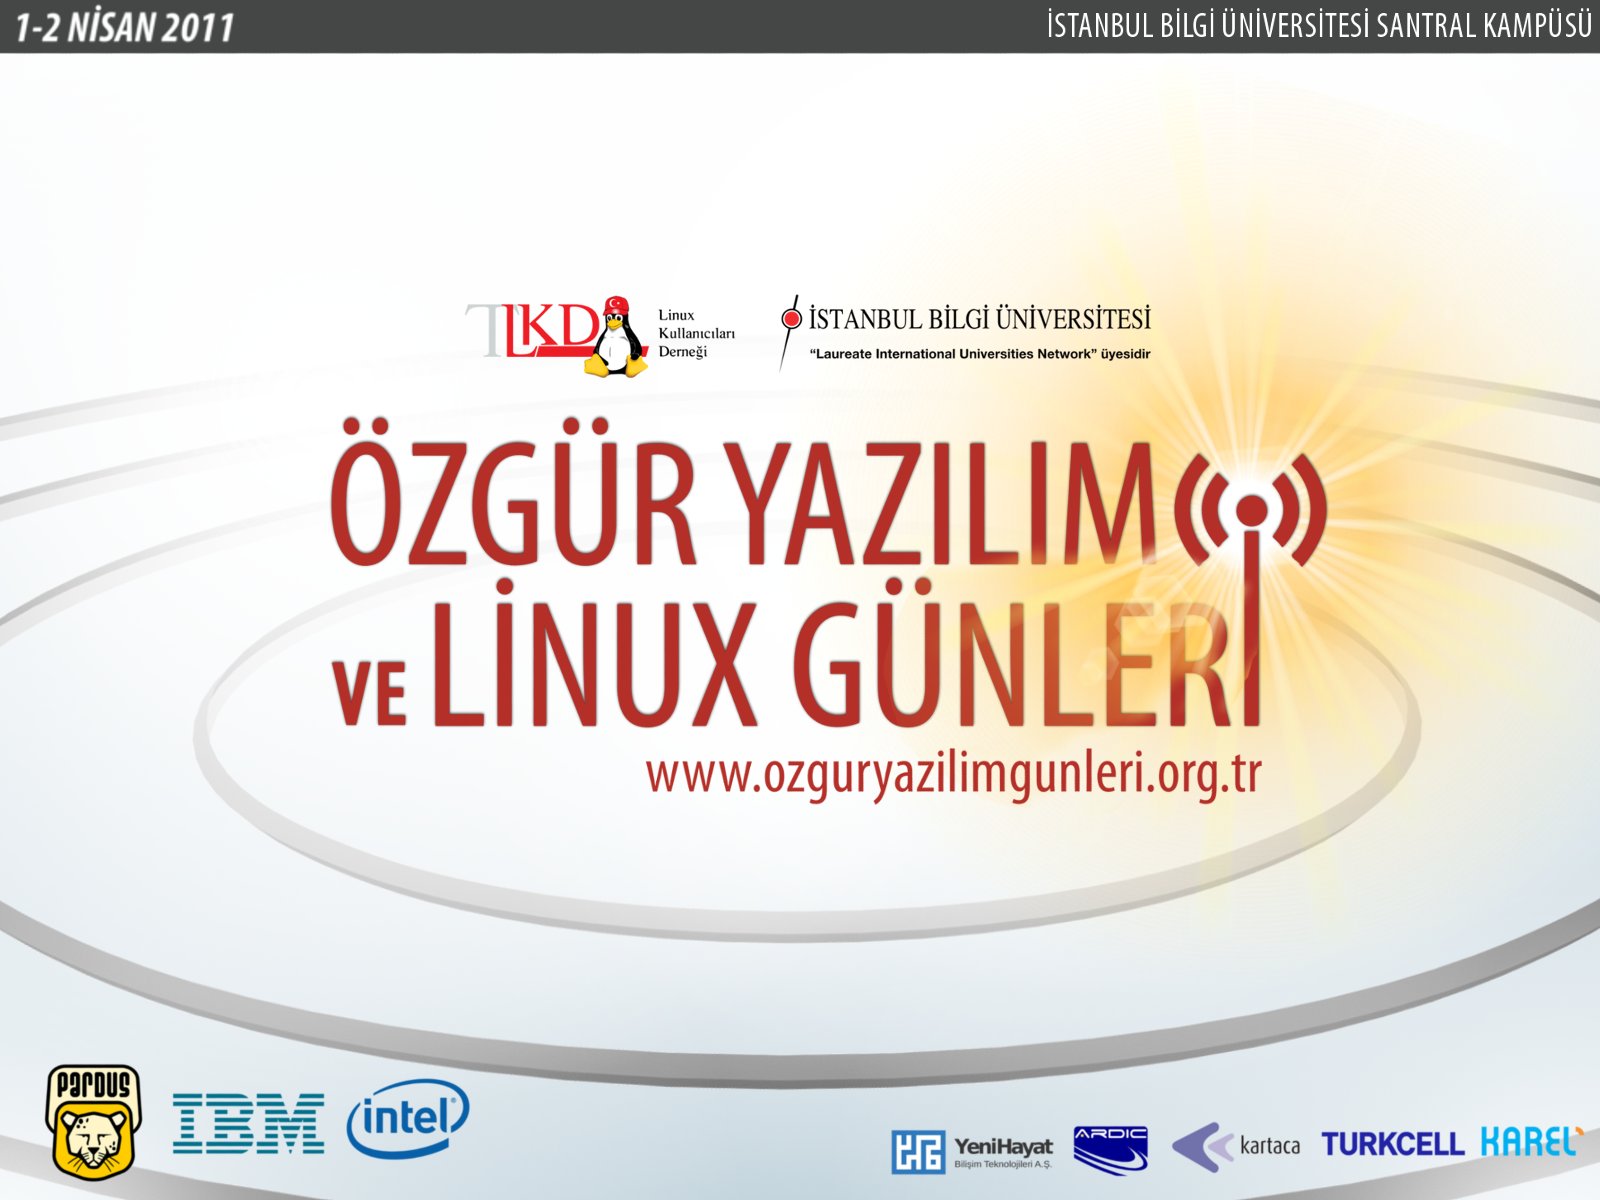 1-2 NİSAN 2011
İSTANBUL BİLGİ ÜNİVERSİTESİ SANTRAL KAMPÜSÜ
TLKD
Linux
Kullanıcıları
Derneği
İSTANBUL BİLGİ ÜNİVERSİTESİ
“Laureate International Universities Network” üyesidir
ÖZGÜR YAZILIM
VE LİNUX GÜNLERİ
www.ozguryazilimgunleri.org.tr
PARDUS
IBM
intel
YeniHayat
Bilişim Teknolojileri A.Ş.
ARDIC
kartaca
TURKCELL
KAREL